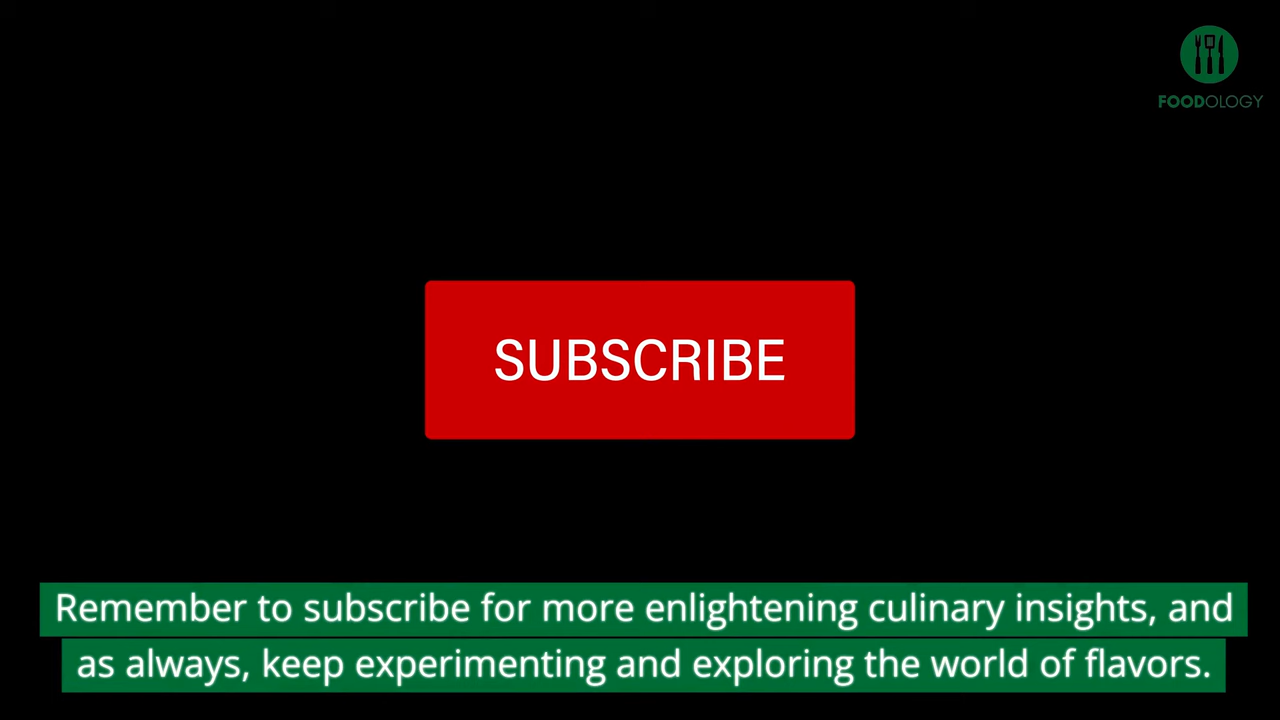 FOODOLOGY
SUBSCRIBE
Remember to subscribe for more enlightening culinary insights, and
as always, keep experimenting and exploring the world of flavors.